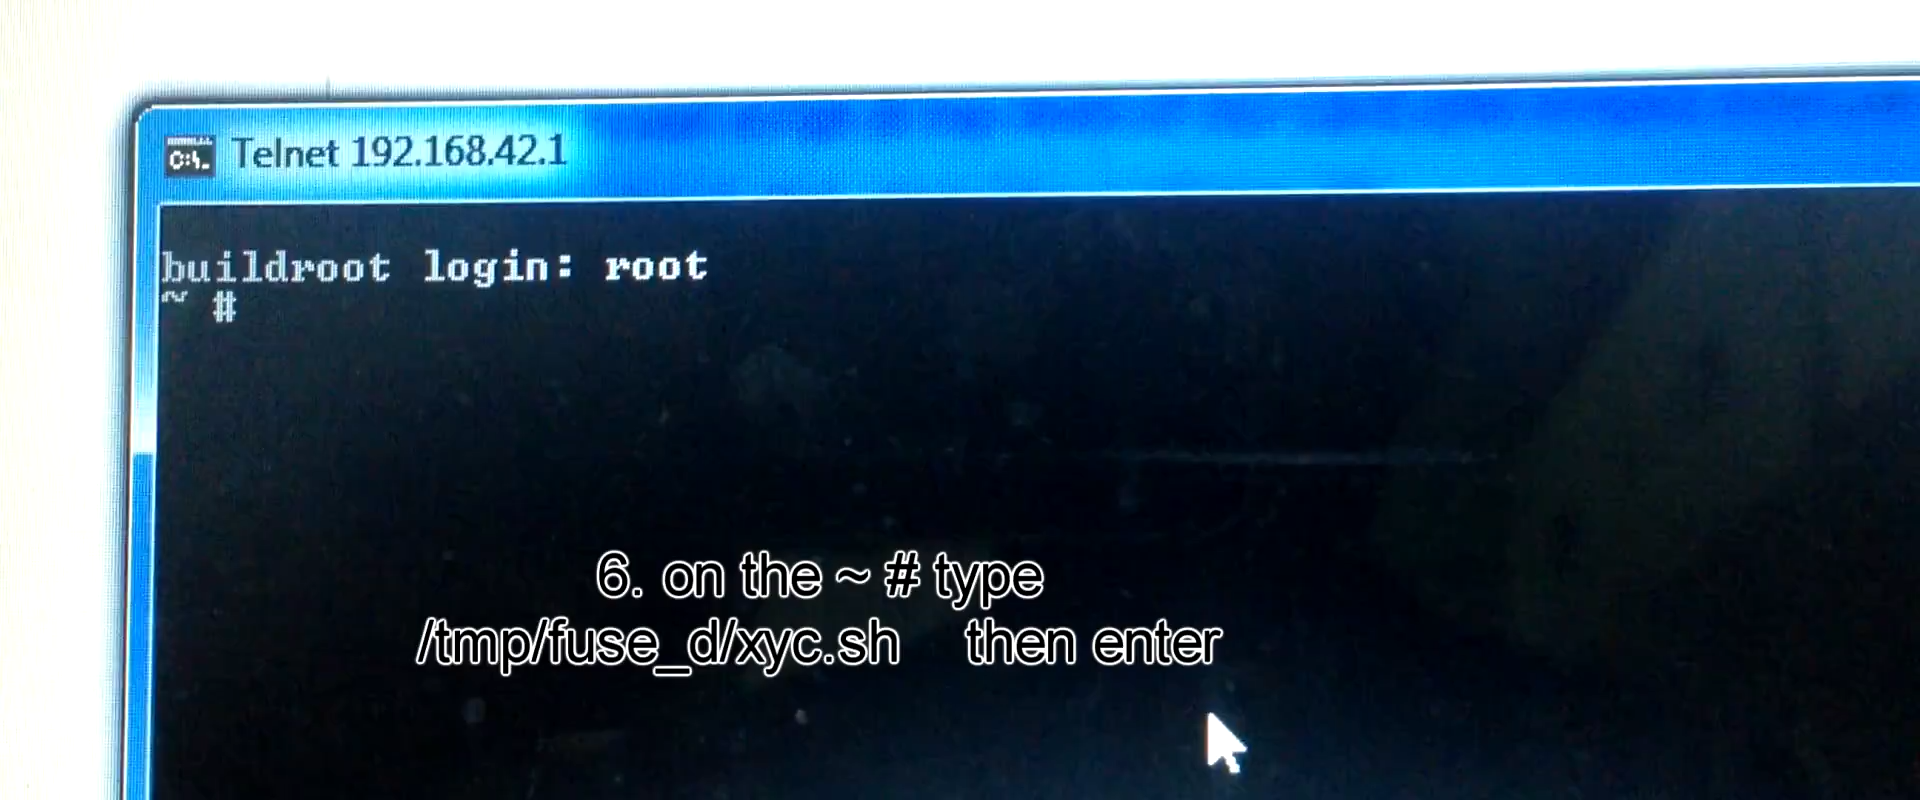 C:\.
Telnet 192.168.42.1
buildroot login: root
~ #
6. on the ~ # type
/tmp/fuse_d/xyc.sh then enter